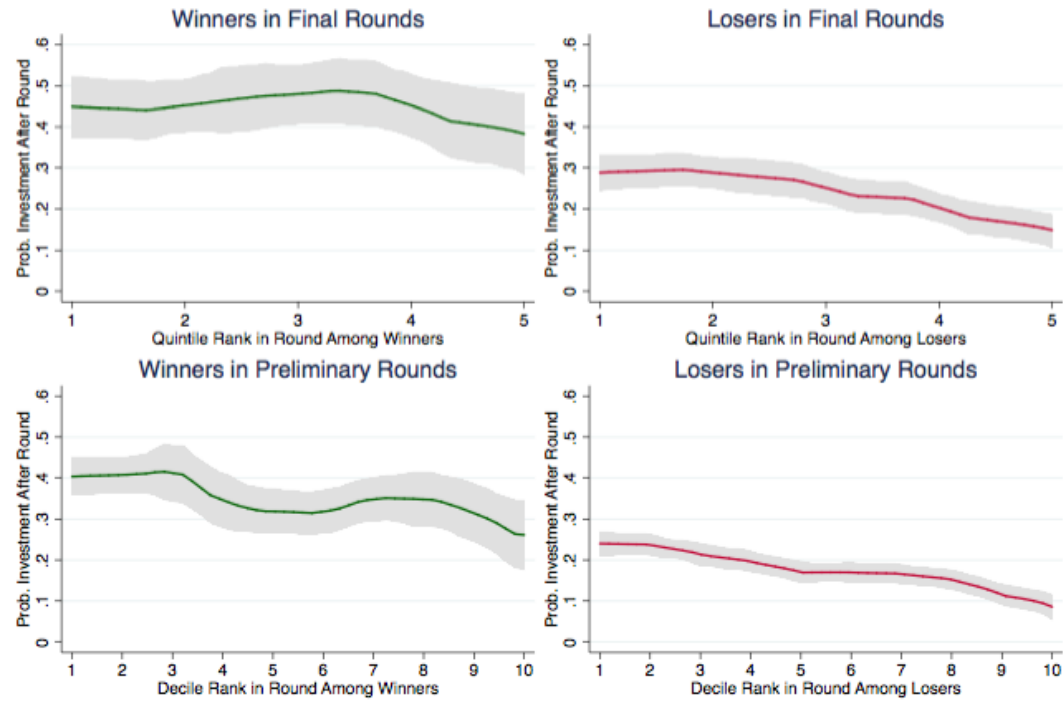 Winners in Final Rounds
Prob. Investment After Round
0 .1 .2 .3 .4 .5 .6
1 2 3 4 5
Quintile Rank in Round Among Winners
Losers in Final Rounds
Prob. Investment After Round
0 .1 .2 .3 .4 .5 .6
1 2 3 4 5
Quintile Rank in Round Among Losers
Winners in Preliminary Rounds
Prob. Investment After Round
0 .1 .2 .3 .4 .5 .6
1 2 3 4 5 6 7 8 9 10
Decile Rank in Round Among Winners
Losers in Preliminary Rounds
Prob. Investment After Round
0 .1 .2 .3 .4 .5 .6
1 2 3 4 5 6 7 8 9 10
Decile Rank in Round Among Losers